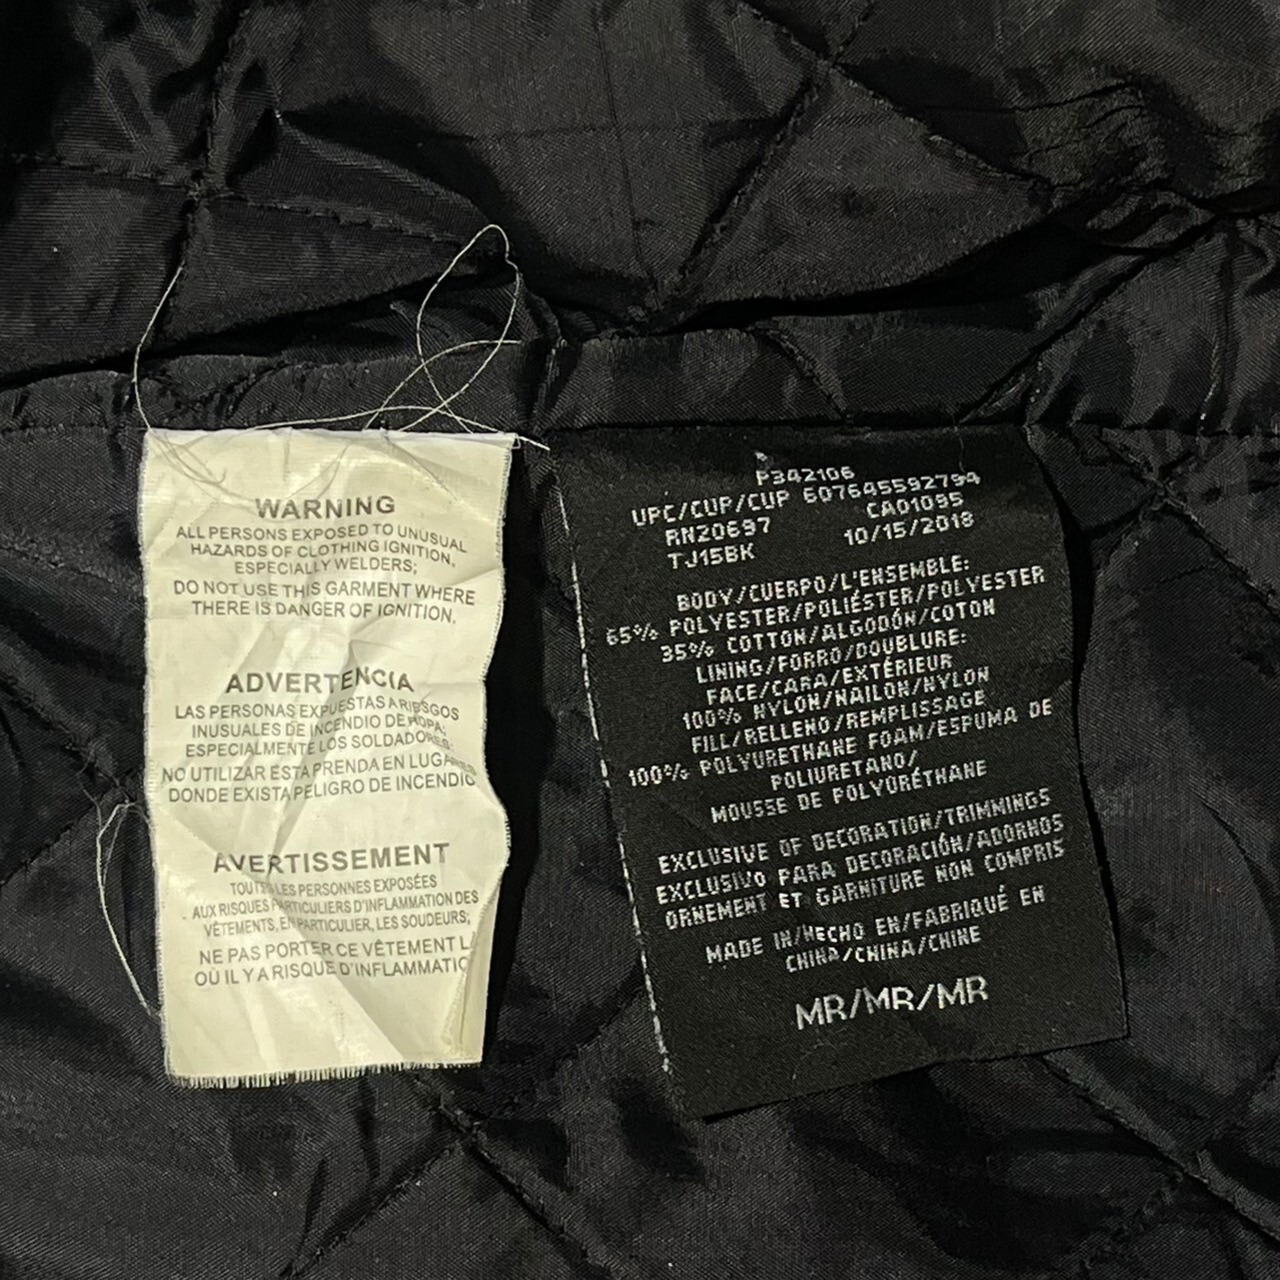 WARNING
ALL PERSONS EXPOSED TO UNUSUAL
HAZARDS OF CLOTHING IGNITION,
ESPECIALLY WELDERS;
DO NOT USE THIS GARMENT WHERE
THERE IS DANGER OF IGNITION.
ADVERTENCIA
LAS PERSONAS EXPUESTAS A RIESGOS
INUSUALES DE INCENDIO DE ROPA;
ESPECIALMENTE LOS SOLDADORES;
NO UTILIZAR ESTA PRENDA EN LUGARES
DONDE EXISTA PELIGRO DE INCENDIO
AVERTISSEMENT
TOUTES LES PERSONNES EXPOSÉES
AUX RISQUES PARTICULIERS D'INFLAMMATION DES
VÊTEMENTS, EN PARTICULIER, LES SOUDEURS;
NE PAS PORTER CE VÊTEMENT LÀ
OÙ IL Y A RISQUE D'INFLAMMATIO
P342106
UPC/CUP/CUP 607645592794
RN20697 CA01095
TJ15BK 10/15/2018
BODY/CUERPO/L'ENSEMBLE:
65% POLYESTER/POLIÉSTER/POLYESTER
35% COTTON/ALGODÓN/COTON
LINING/FORRO/DOUBLURE:
FACE/CARA/EXTÉRIEUR
100% NYLON/NAILON/NYLON
FILL/RELLENO/REMPLISSAGE
100% POLYURETHANE FOAM/ESPUMA DE
POLIURETANO/
MOUSSE DE POLYURÉTHANE
EXCLUSIVE OF DECORATION/TRIMMINGS
EXCLUSIVO PARA DECORACIÓN/ADORNOS
ORNEMENT ET GARNITURE NON COMPRIS
MADE IN/HECHO EN/FABRIQUÉ EN
CHINA/CHINA/CHINE
MR/MR/MR